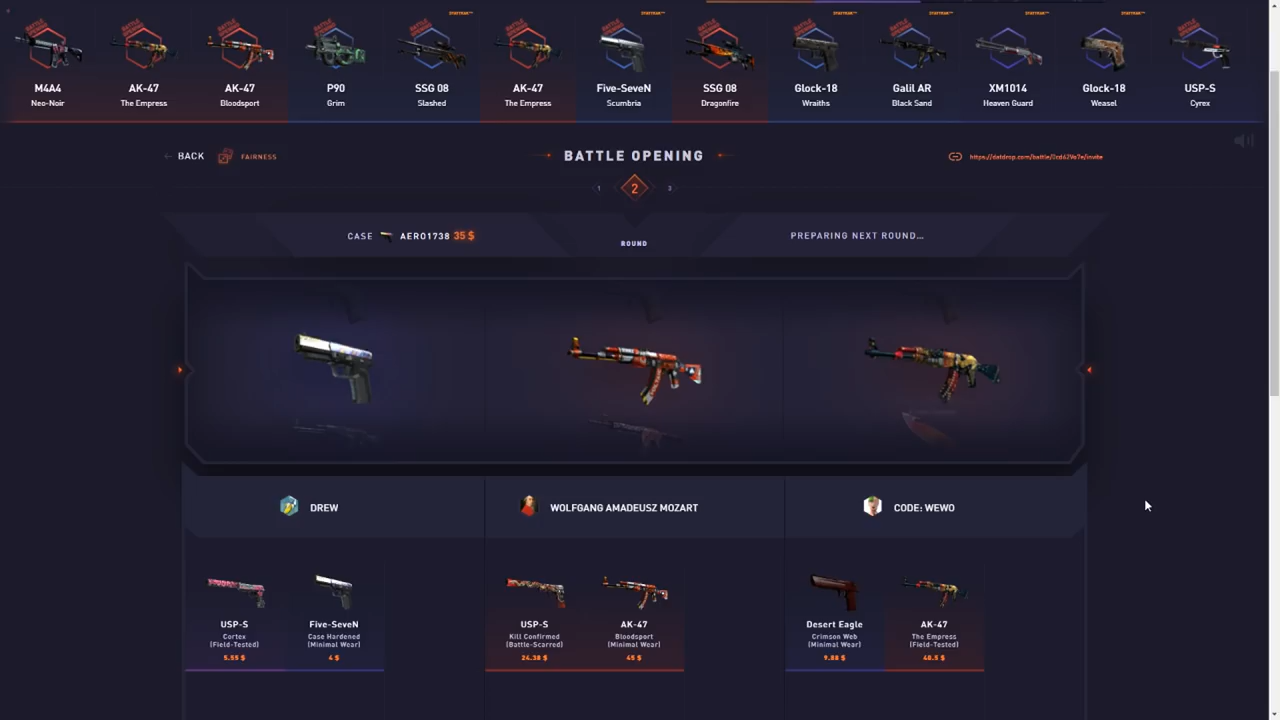 M4A4
Neo-Noir
AK-47
The Empress
AK-47
Bloodsport
P90
Grim
SSG 08
Slashed
AK-47
The Empress
Five-SeveN
Scumbria
SSG 08
Dragonfire
Glock-18
Wraiths
Galil AR
Black Sand
XM1014
Heaven Guard
Glock-18
Weasel
USP-S
Cyrex
← BACK
FAIRNESS
BATTLE OPENING
1
2
3
CASE AERO1738 35 $
ROUND
PREPARING NEXT ROUND...
DREW
WOLFGANG AMADEUSZ MOZART
CODE: WEWO
USP-S
Cortex
(Field-Tested)
5.55 $
Five-SeveN
Case Hardened
(Minimal Wear)
4 $
USP-S
Kill Confirmed
(Battle-Scarred)
24.38 $
AK-47
Bloodsport
(Minimal Wear)
45 $
Desert Eagle
Crimson Web
(Minimal Wear)
9.88 $
AK-47
The Empress
(Field-Tested)